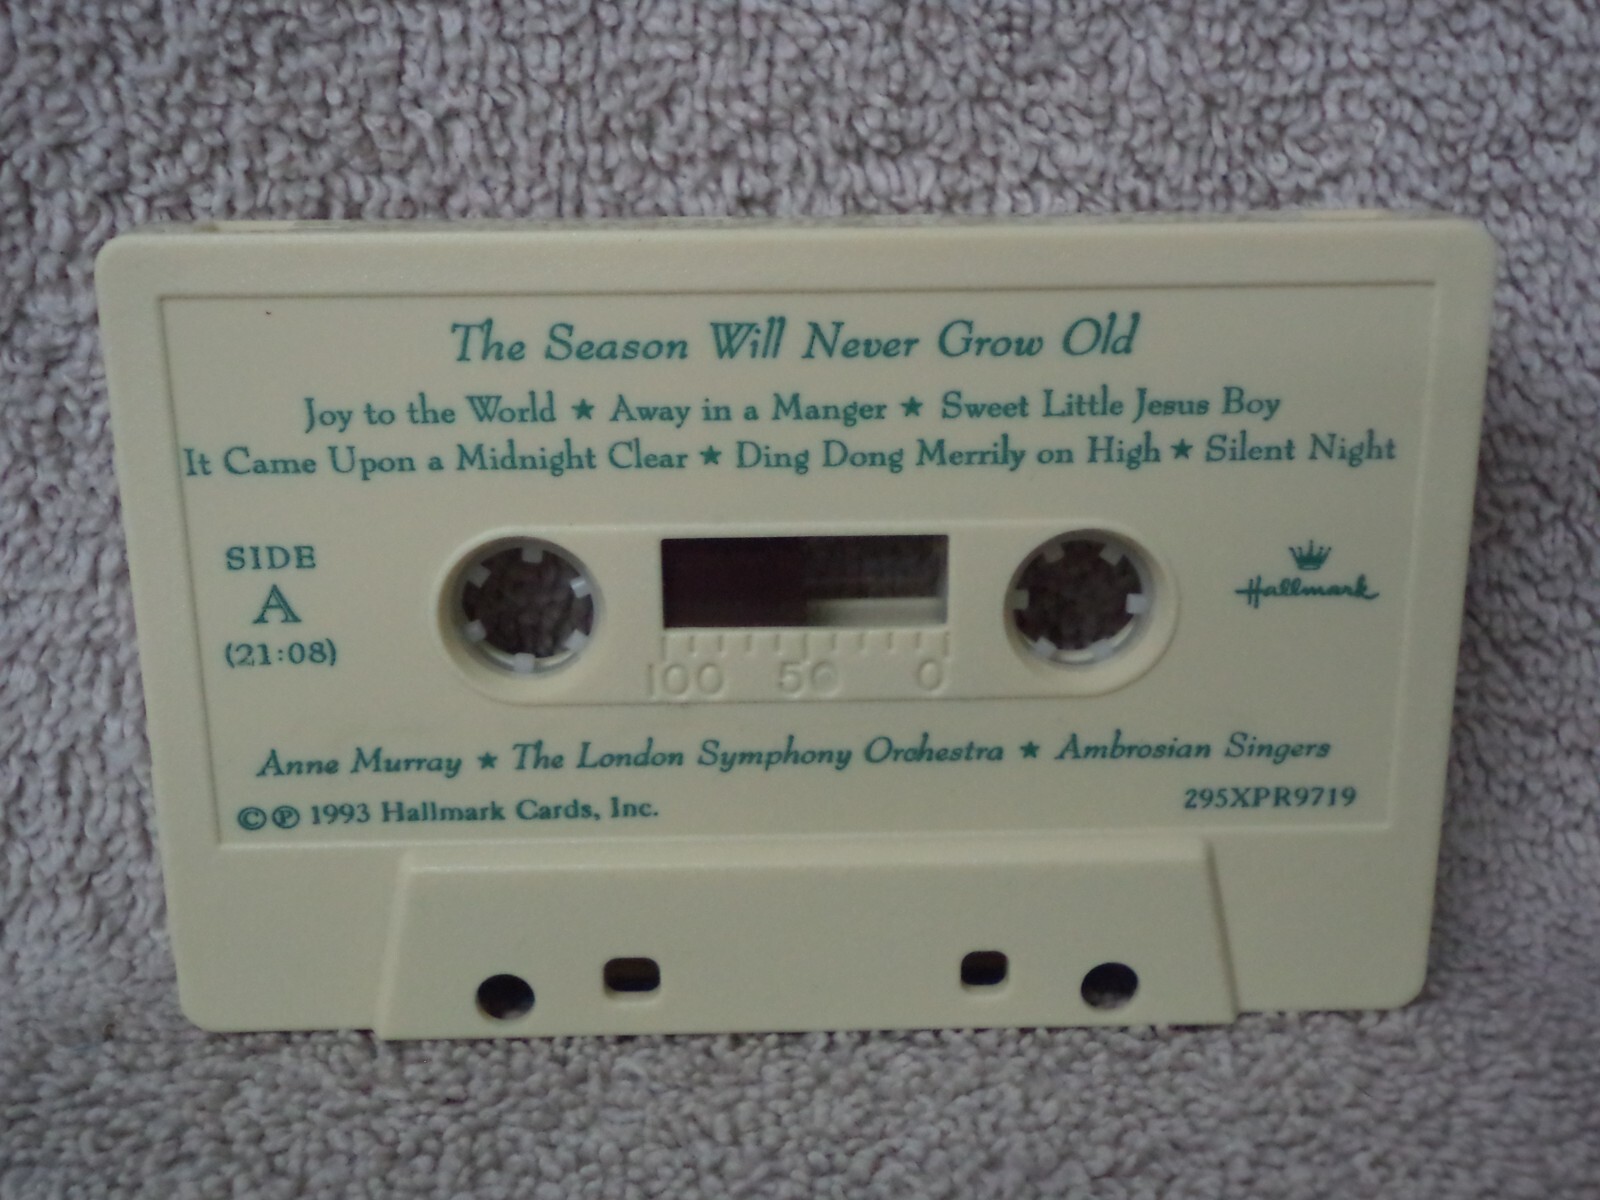 The Season Will Never Grow Old
Joy to the World ★ Away in a Manger ★ Sweet Little Jesus Boy
It Came Upon a Midnight Clear ★ Ding Dong Merrily on High ★ Silent Night
SIDE
A
(21:08)
100 50 0
Hallmark
Anne Murray ★ The London Symphony Orchestra ★ Ambrosian Singers
©℗ 1993 Hallmark Cards, Inc.
295XPR9719